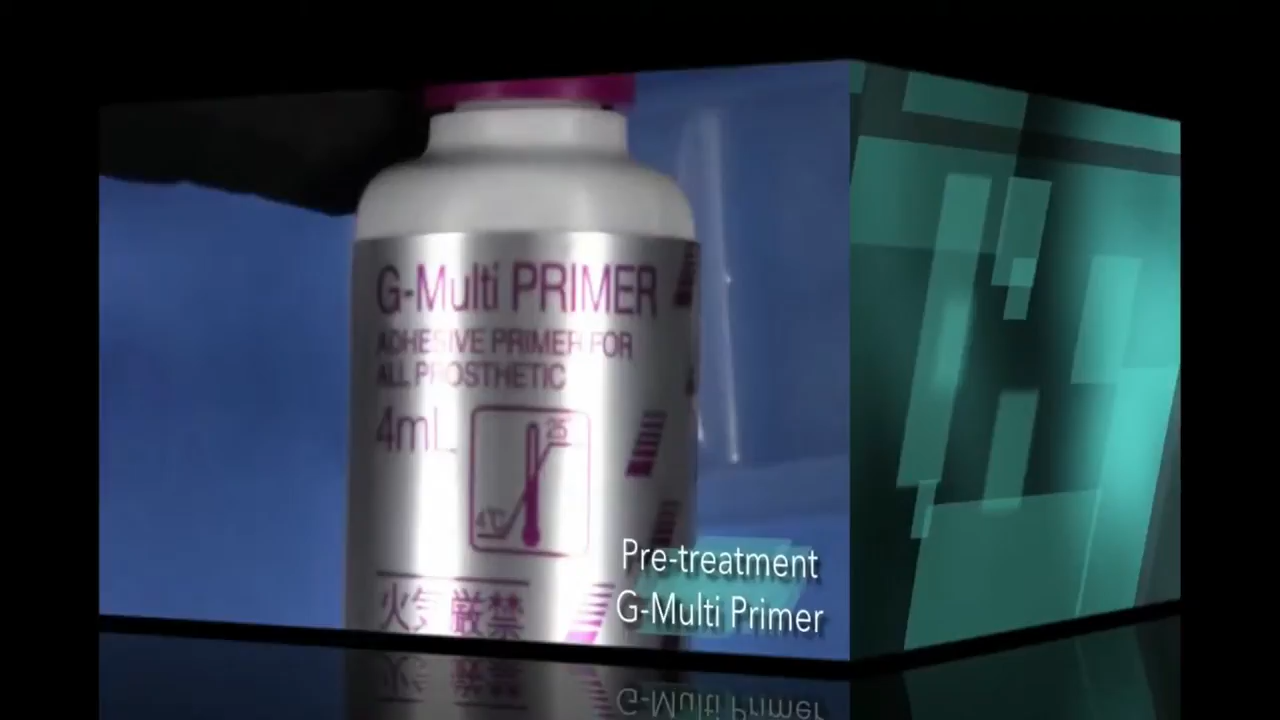 G-Multi PRIMER
ADHESIVE PRIMER FOR
ALL PROSTHETIC
4mL
25
4℃
火気厳禁
Pre-treatment
G-Multi Primer